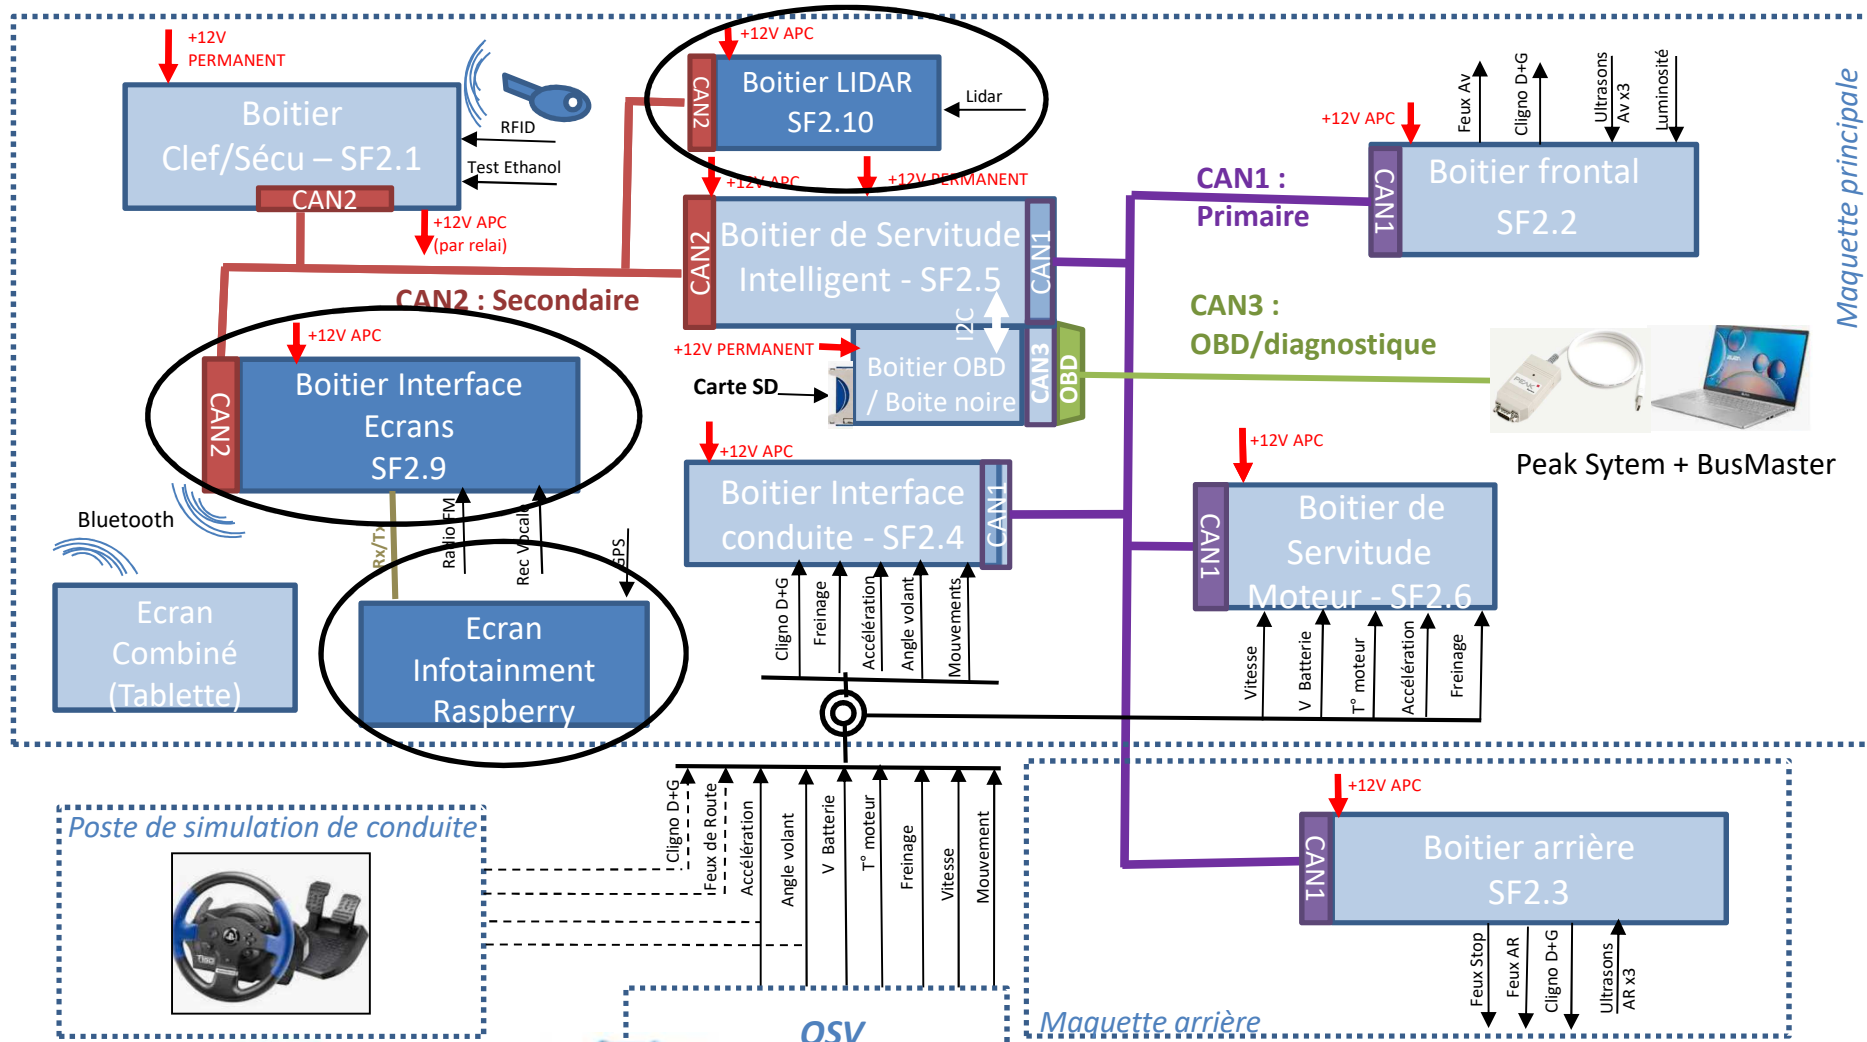 +12V
PERMANENT
Boitier
Clef/Sécu – SF2.1
CAN2
RFID
Test Ethanol
+12V APC
(par relai)
+12V APC
CAN2
Boitier LIDAR
SF2.10
Lidar
+12V APC
+12V PERMANENT
CAN2
Boitier de Servitude
Intelligent - SF2.5
CAN1
I2C
CAN1 :
Primaire
+12V APC
Feux Av
Cligno D+G
Ultrasons
Av x3
Luminosité
CAN1
Boitier frontal
SF2.2
Maquette principale
CAN2 : Secondaire
+12V APC
CAN2
Boitier Interface
Ecrans
SF2.9
+12V PERMANENT
Carte SD
Boitier OBD
/ Boite noire
CAN3
OBD
CAN3 :
OBD/diagnostique
PEAK
Peak Sytem + BusMaster
Bluetooth
Rx/Tx
Radio FM
Rec Vocale
GPS
Ecran
Combiné
(Tablette)
Ecran
Infotainment
Raspberry
+12V APC
Boitier Interface
conduite - SF2.4
CAN1
Cligno D+G
Freinage
Accélération
Angle volant
Mouvements
+12V APC
CAN1
Boitier de
Servitude
Moteur - SF2.6
Vitesse
V Batterie
T° moteur
Accélération
Freinage
Poste de simulation de conduite
T150
Cligno D+G
Feux de Route
Accélération
Angle volant
V Batterie
T° moteur
Freinage
Vitesse
Mouvement
OSV
+12V APC
CAN1
Boitier arrière
SF2.3
Feux Stop
Feux AR
Cligno D+G
Ultrasons
AR x3
Maquette arrière